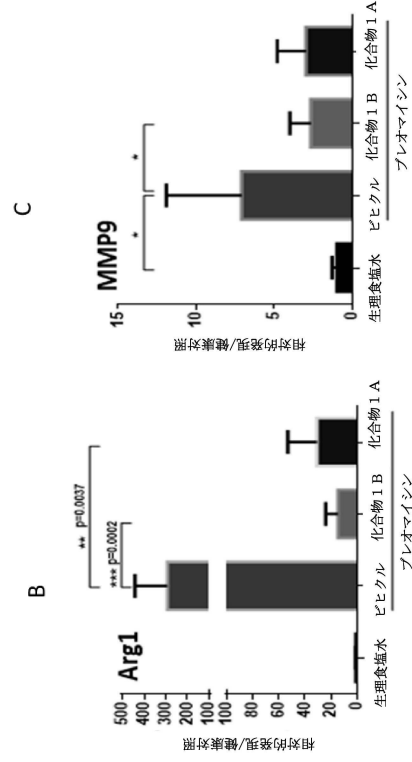 B
Arg1
** p=0.0037
*** p=0.0002
500
400
300
200
100
100
80
60
40
20
0
相対的発現/健康対照
生理食塩水
ビヒクル
化合物1B
化合物1A
ブレオマイシン
C
MMP9
*
*
15
10
5
0
相対的発現/健康対照
生理食塩水
ビヒクル
化合物1B
化合物1A
ブレオマイシン